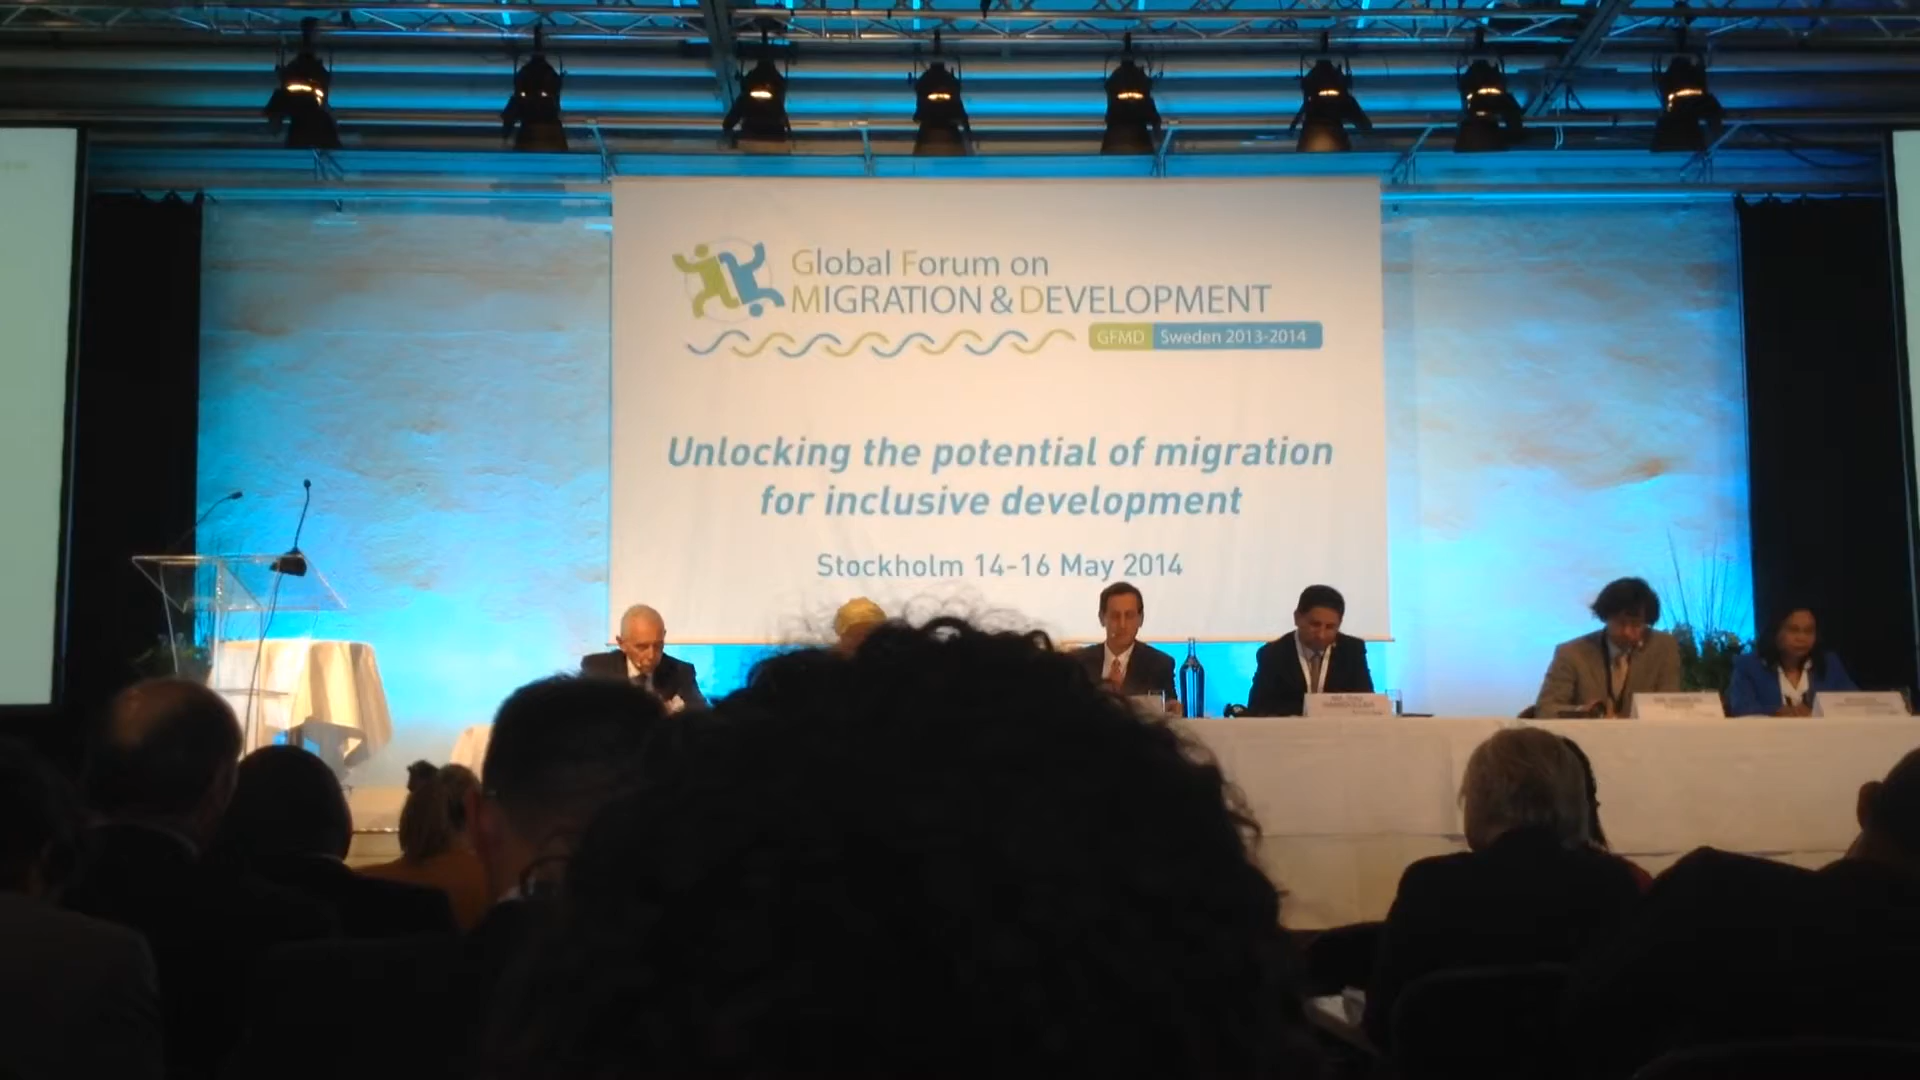 Global Forum on
MIGRATION & DEVELOPMENT
GFMD Sweden 2013-2014
Unlocking the potential of migration
for inclusive development
Stockholm 14-16 May 2014